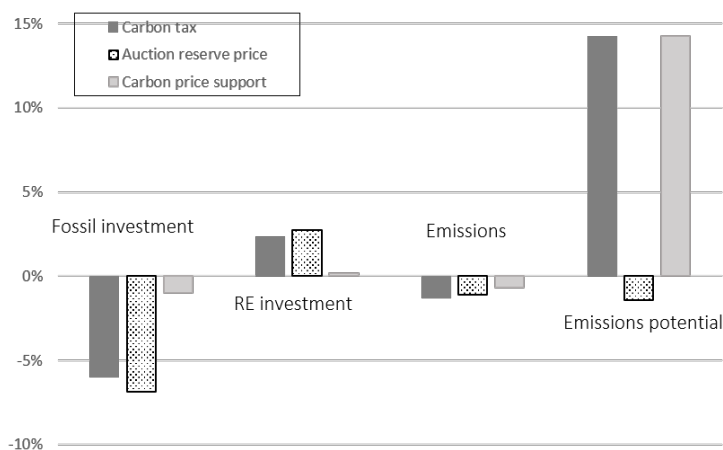 15%
Carbon tax
Auction reserve price
Carbon price support
10%
5%
Fossil investment
Emissions
0%
RE investment
Emissions potential
-5%
-10%